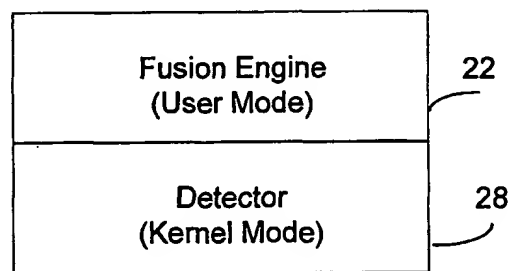 Fusion Engine
(User Mode)
22
Detector
(Kernel Mode)
28